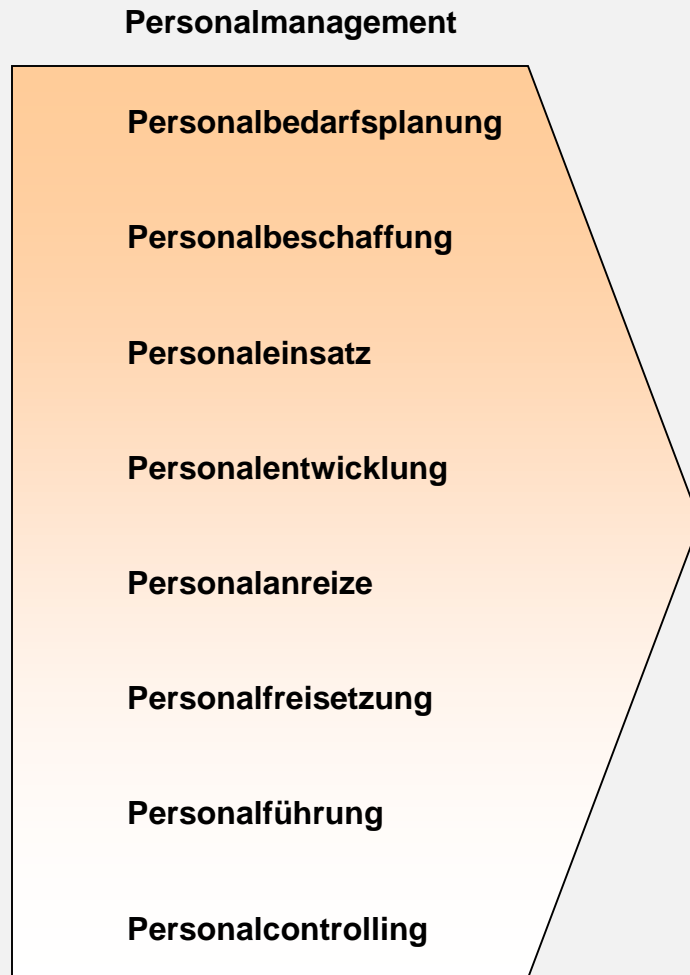 Personalmanagement
Personalbedarfsplanung
Personalbeschaffung
Personaleinsatz
Personalentwicklung
Personalanreize
Personalfreisetzung
Personalführung
Personalcontrolling